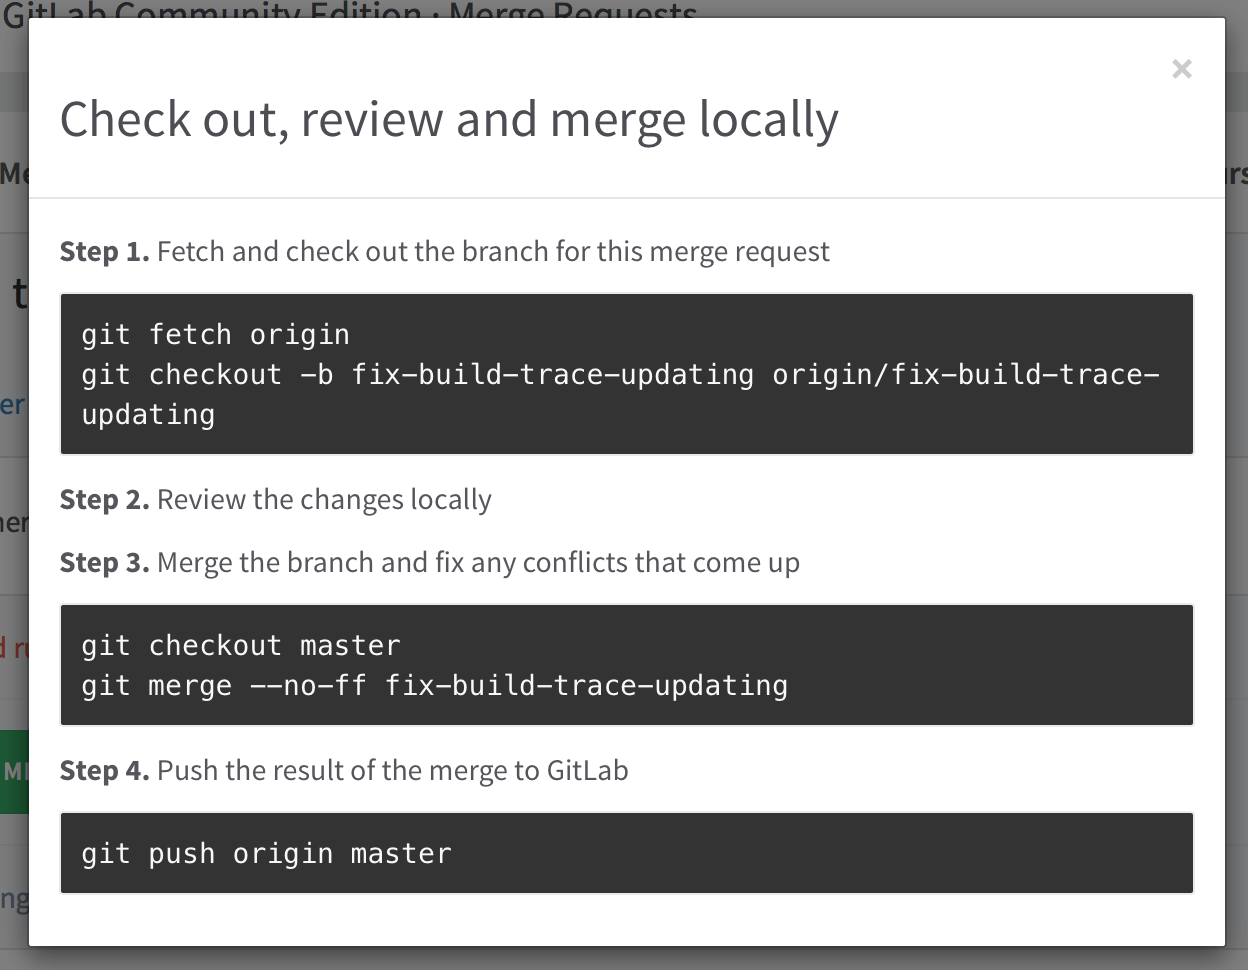 GitLab Community Edition · Merge Requests
×
Check out, review and merge locally
Step 1. Fetch and check out the branch for this merge request
git fetch origin
git checkout -b fix-build-trace-updating origin/fix-build-trace-
updating
Step 2. Review the changes locally
Step 3. Merge the branch and fix any conflicts that come up
git checkout master
git merge --no-ff fix-build-trace-updating
Step 4. Push the result of the merge to GitLab
git push origin master